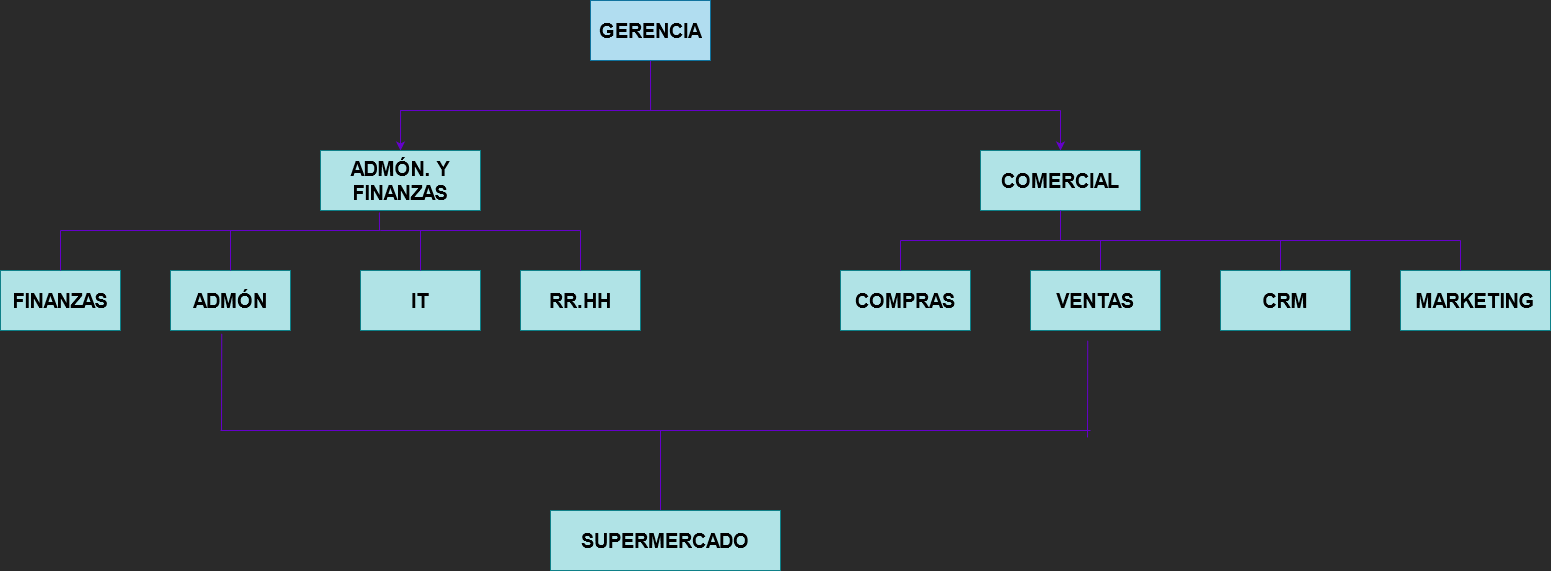 GERENCIA
ADMÓN. Y
FINANZAS
COMERCIAL
FINANZAS
ADMÓN
IT
RR.HH
COMPRAS
VENTAS
CRM
MARKETING
SUPERMERCADO